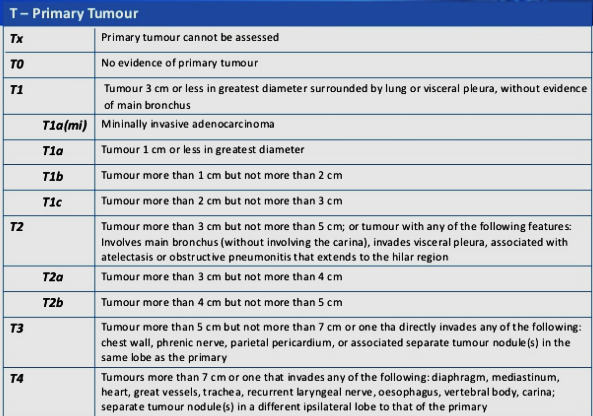 T – Primary Tumour
Tx Primary tumour cannot be assessed
T0 No evidence of primary tumour
T1 Tumour 3 cm or less in greatest diameter surrounded by lung or visceral pleura, without evidence
of main bronchus
T1a(mi) Mininally invasive adenocarcinoma
T1a Tumour 1 cm or less in greatest diameter
T1b Tumour more than 1 cm but not more than 2 cm
T1c Tumour more than 2 cm but not more than 3 cm
T2 Tumour more than 3 cm but not more than 5 cm; or tumour with any of the following features:
Involves main bronchus (without involving the carina), invades visceral pleura, associated with
atelectasis or obstructive pneumonitis that extends to the hilar region
T2a Tumour more than 3 cm but not more than 4 cm
T2b Tumour more than 4 cm but not more than 5 cm
T3 Tumour more than 5 cm but not more than 7 cm or one tha directly invades any of the following:
chest wall, phrenic nerve, parietal pericardium, or associated separate tumour nodule(s) in the
same lobe as the primary
T4 Tumours more than 7 cm or one that invades any of the following: diaphragm, mediastinum,
heart, great vessels, trachea, recurrent laryngeal nerve, oesophagus, vertebral body, carina;
separate tumour nodule(s) in a different ipsilateral lobe to that of the primary